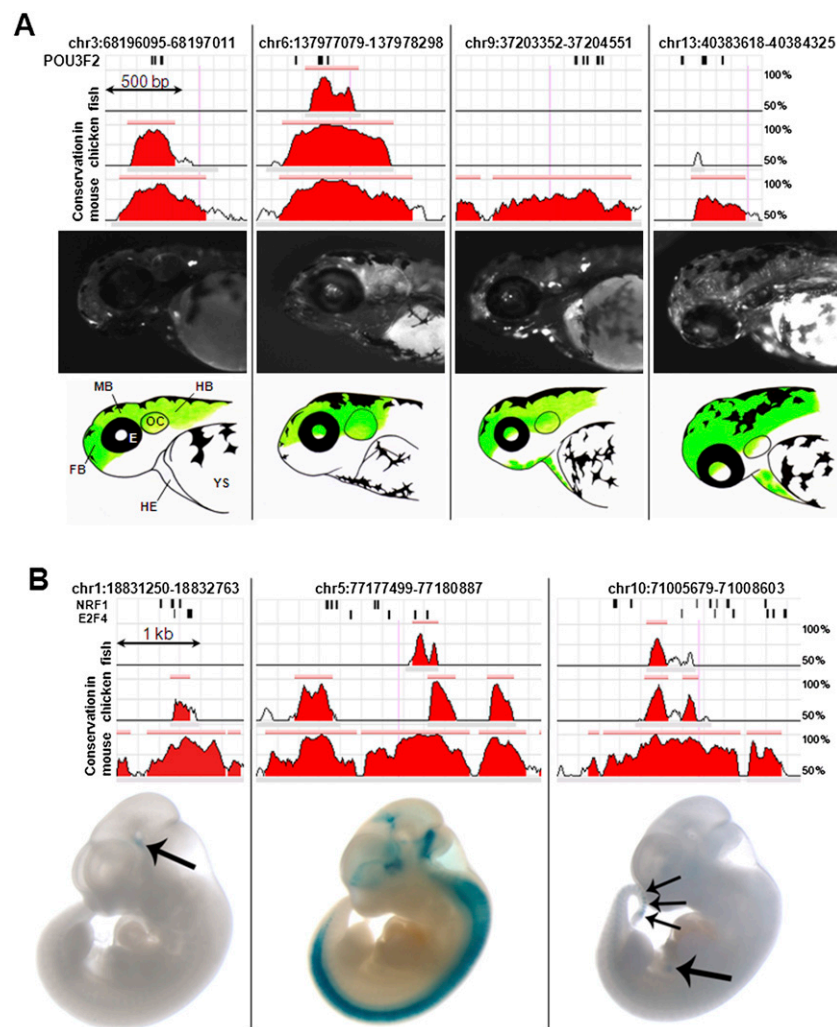 A
chr3:68196095-68197011 chr6:137977079-137978298 chr9:37203352-37204551 chr13:40383618-40384325
POU3F2
500 bp
100%
50%
100%
50%
100%
50%
Conservation in
mouse chicken fish
MB HB
OC
E
FB
YS
HE
B
chr1:18831250-18832763 chr5:77177499-77180887 chr10:71005679-71008603
NRF1
E2F4
1 kb
100%
50%
100%
50%
100%
50%
Conservation in
mouse chicken fish